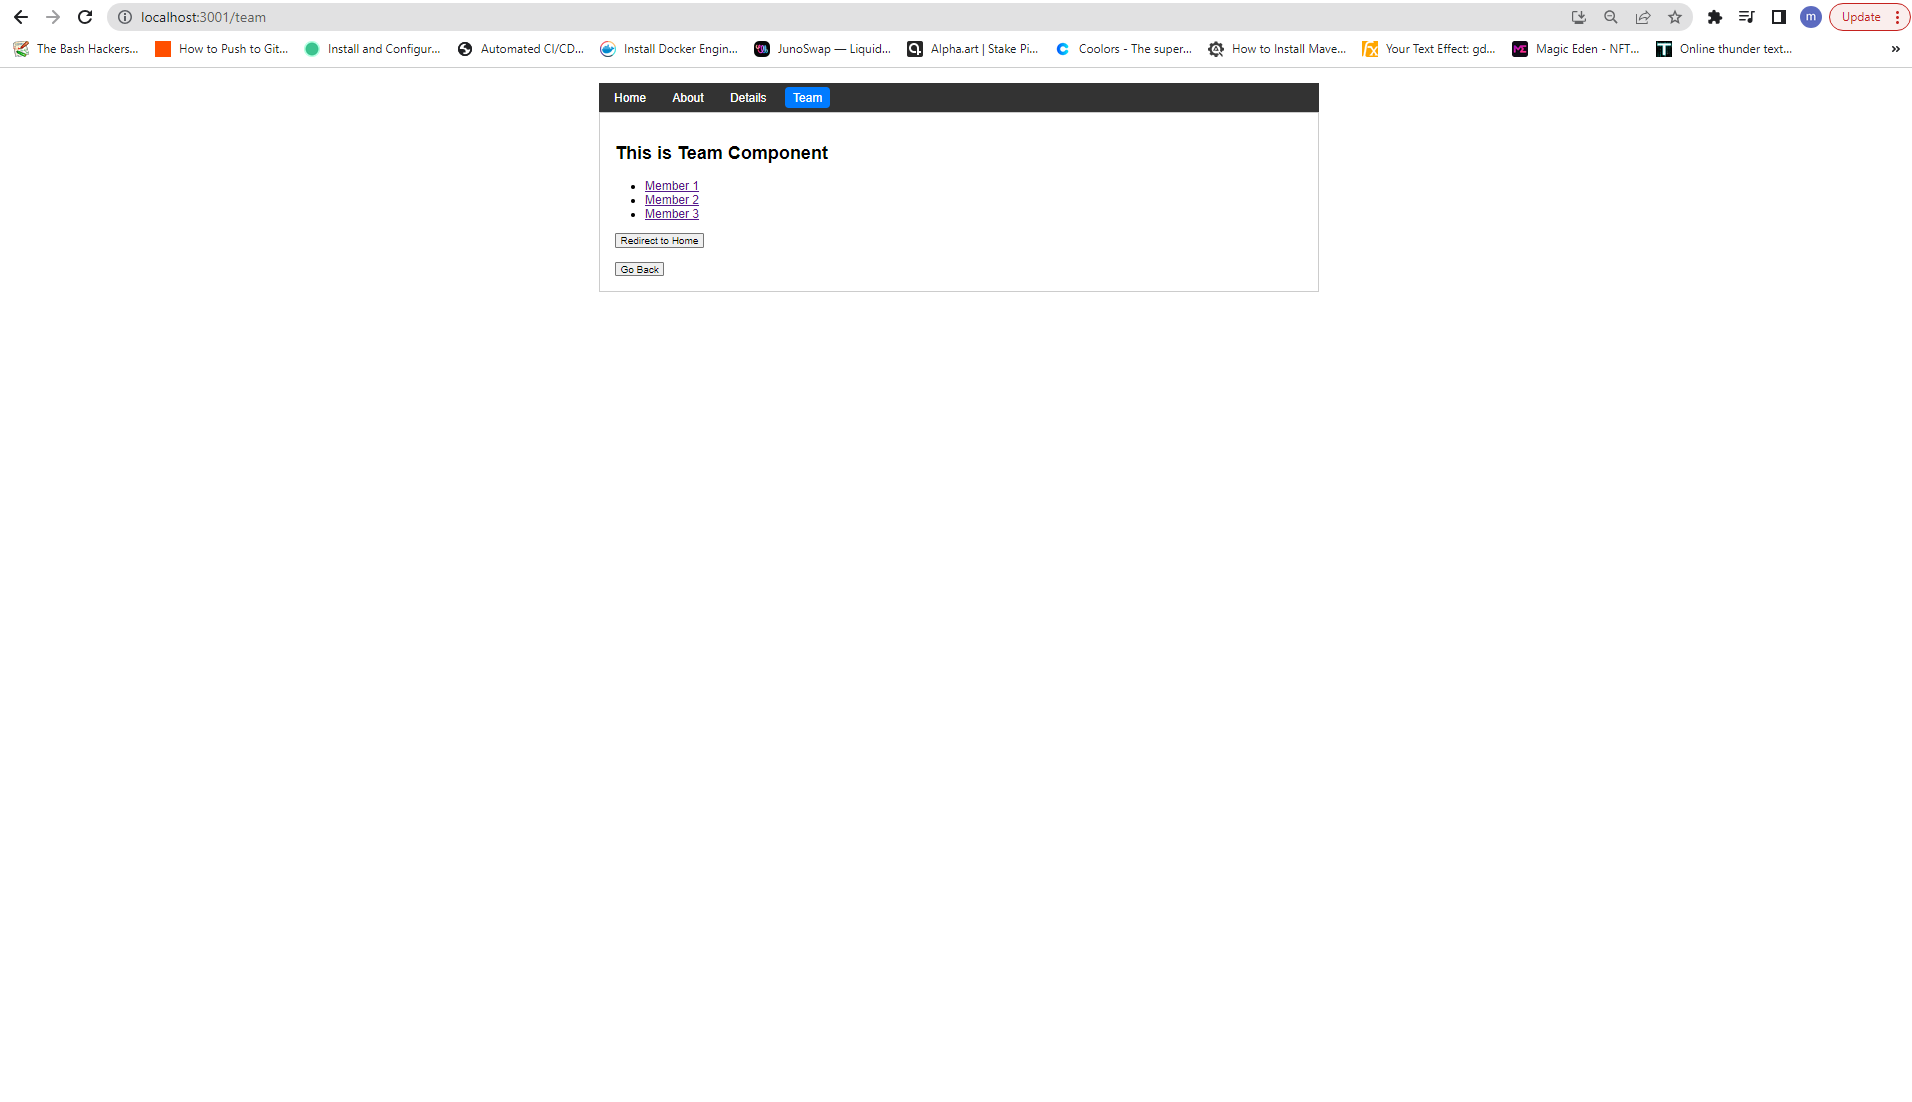 localhost:3001/team
m
Update
The Bash Hackers...
How to Push to Git...
Install and Configur...
Automated CI/CD...
Install Docker Engin...
JunoSwap — Liquid...
Alpha.art | Stake Pi...
Coolors - The super...
How to Install Mave...
Your Text Effect: gd...
Magic Eden - NFT...
Online thunder text...
»
Home About Details Team
This is Team Component
Member 1
Member 2
Member 3
Redirect to Home
Go Back